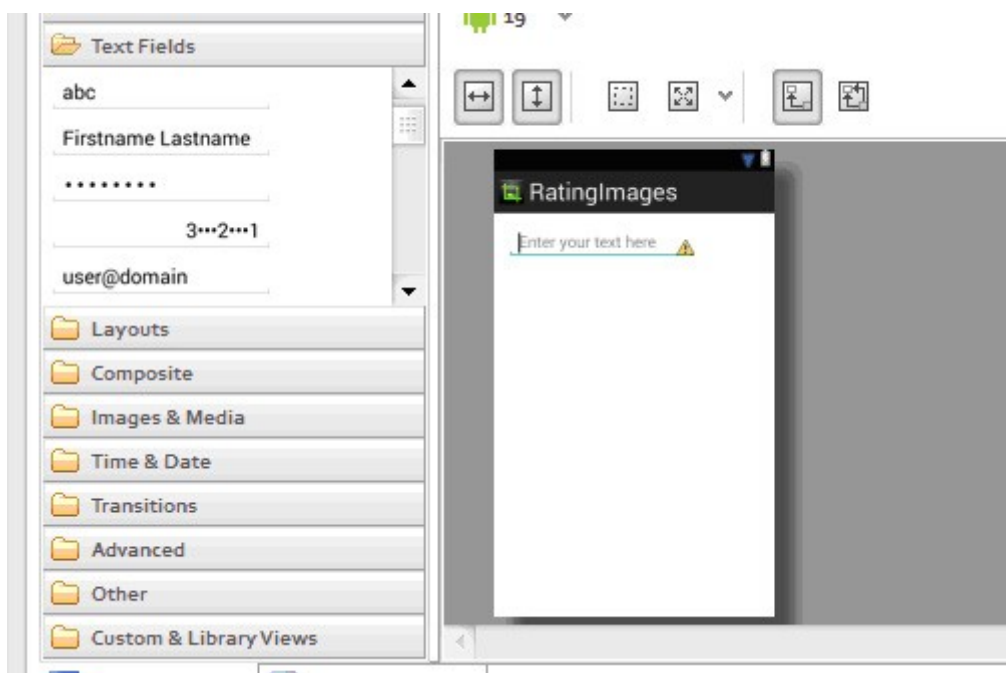 Text Fields
abc
Firstname Lastname
••••••••
3•••2•••1
user@domain
Layouts
Composite
Images & Media
Time & Date
Transitions
Advanced
Other
Custom & Library Views
19
RatingImages
Enter your text here